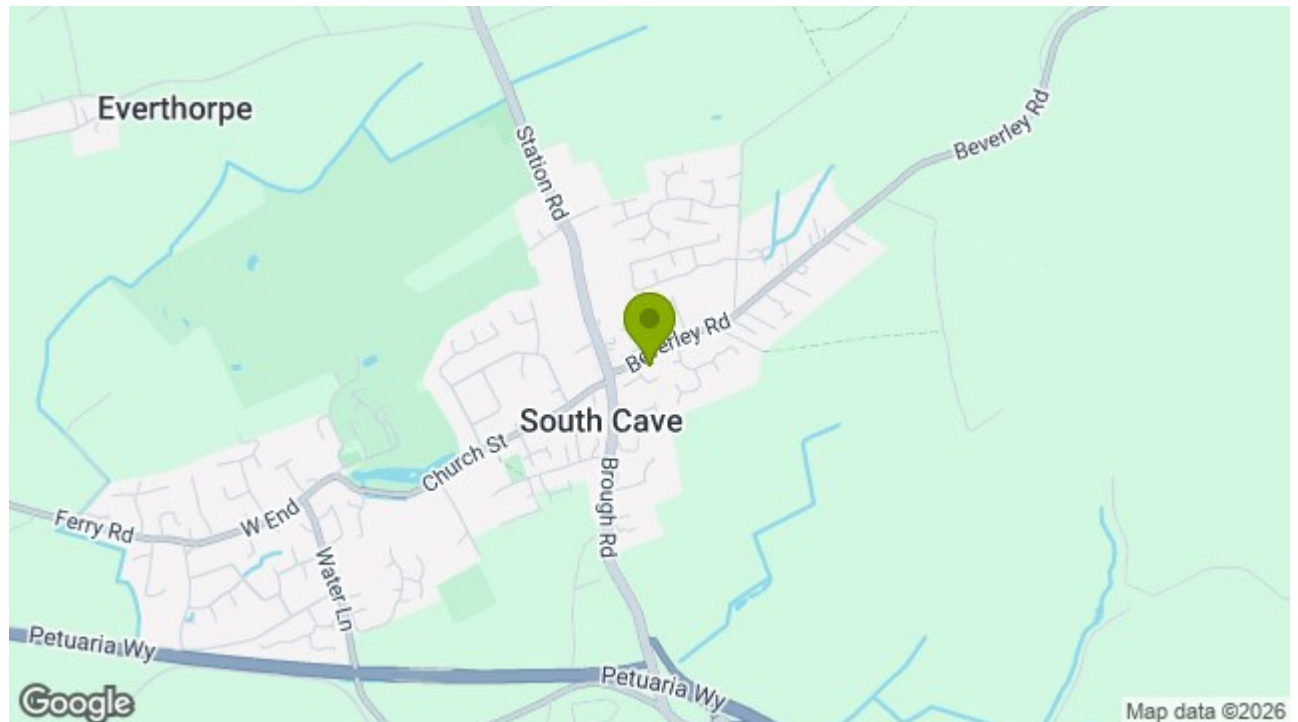 Everthorpe
Station Rd
Beverley Rd
Beverley Rd
South Cave
Church St
Brough Rd
W End
Ferry Rd
Water Ln
Petuaria Wy
Petuaria Wy
Google
Map data ©2026